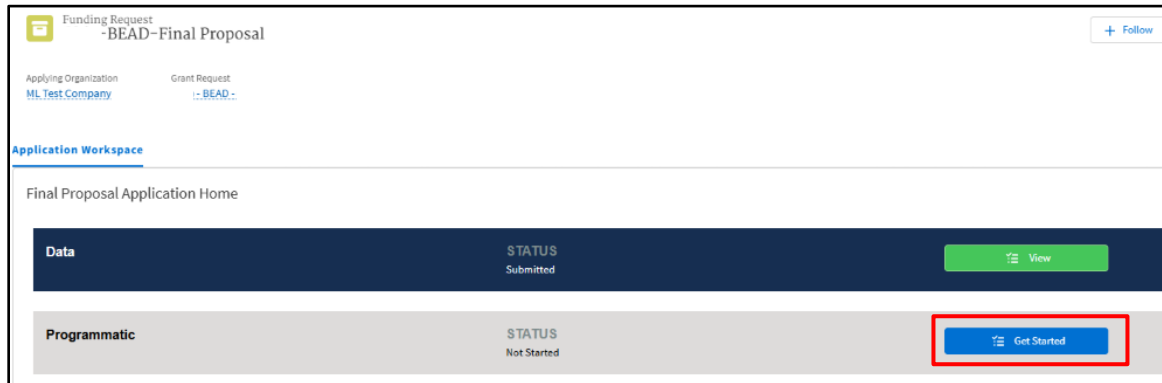 Funding Request
-BEAD-Final Proposal
+ Follow
Applying Organization
Grant Request
ML Test Company
- BEAD -
Application Workspace
Final Proposal Application Home
Data
STATUS
Submitted
View
Programmatic
STATUS
Not Started
Get Started